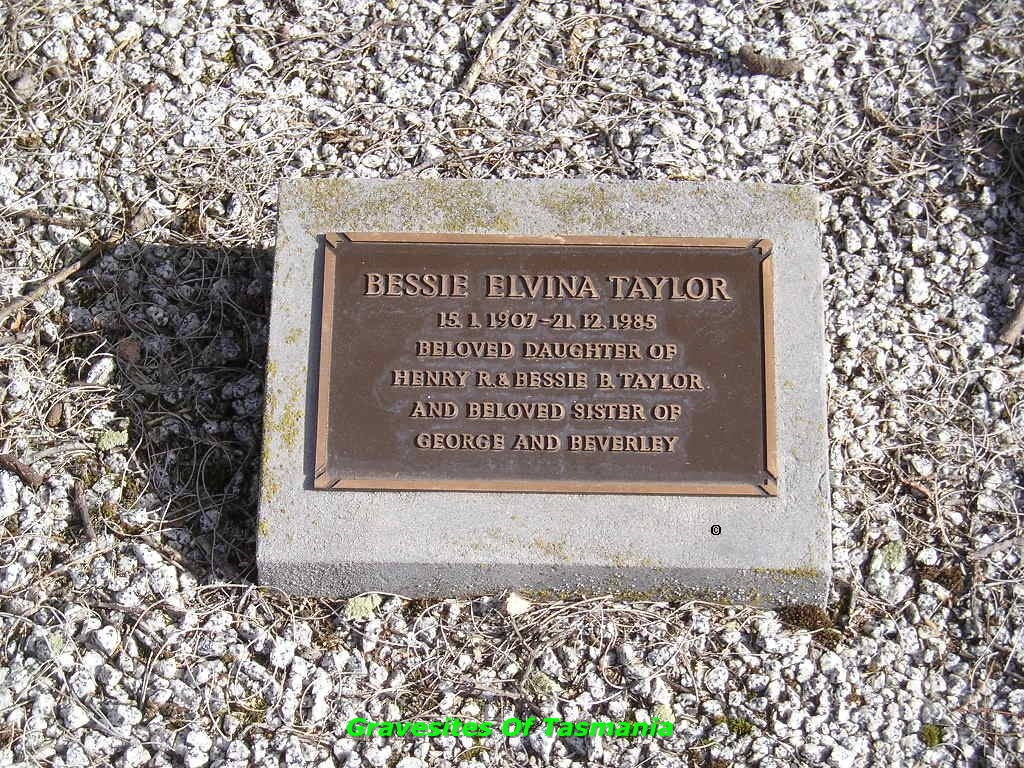 BESSIE ELVINA TAYLOR
15. 1. 1907-21. 12. 1985
BELOVED DAUGHTER OF
HENRY R. & BESSIE B. TAYLOR
AND BELOVED SISTER OF
GEORGE AND BEVERLEY
©
Gravesites Of Tasmania